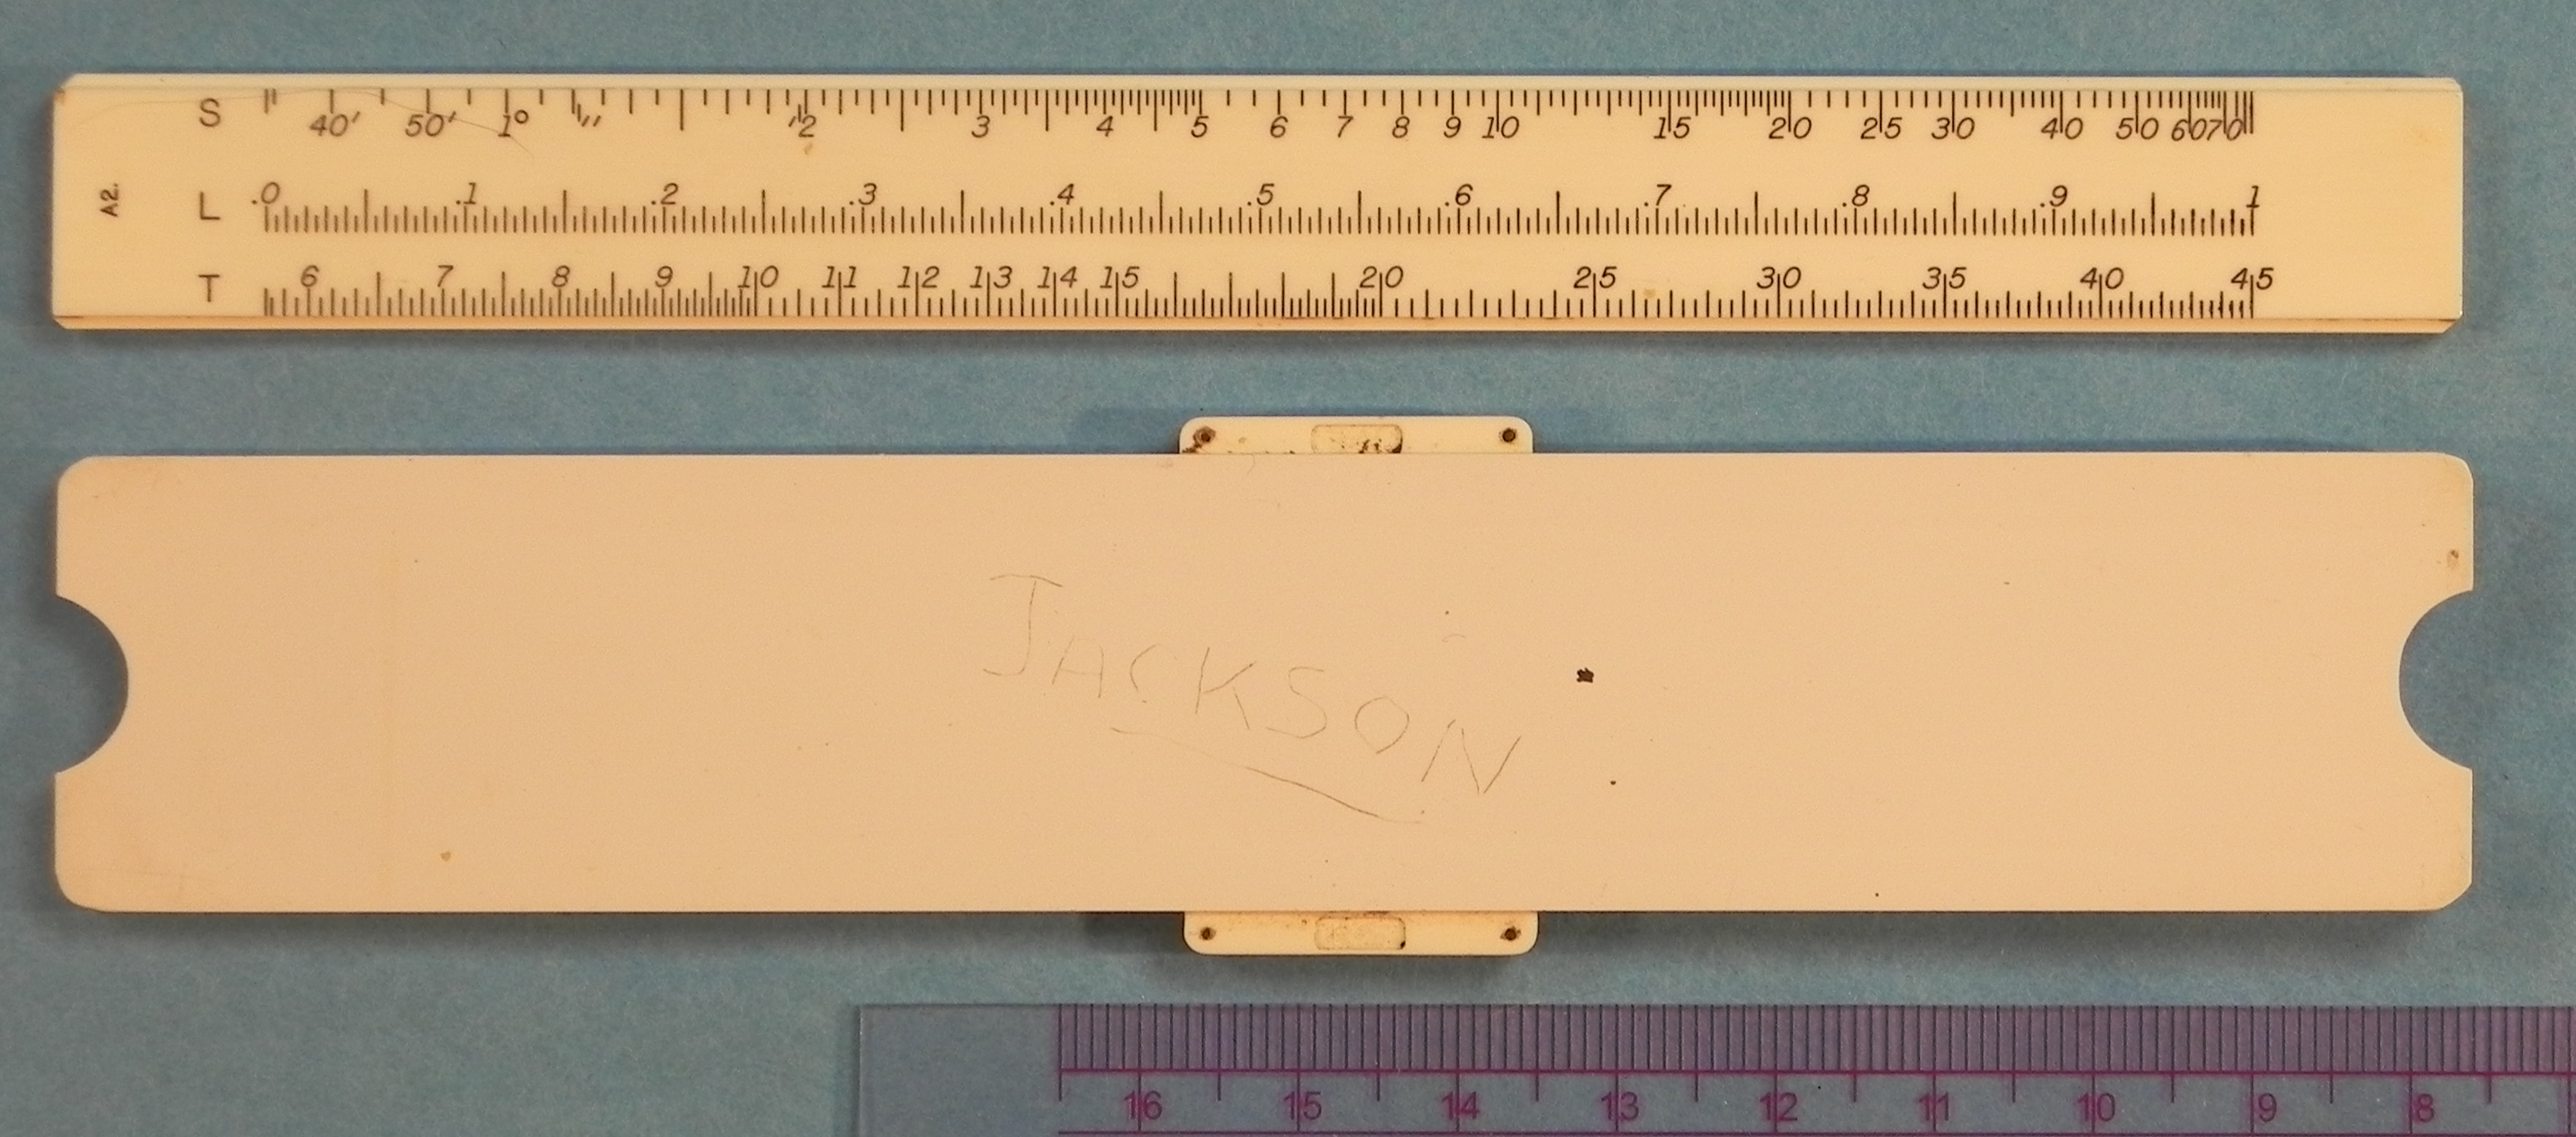 S 40′ 50′ 1° ′ ″ ′ 2 3 4 5 6 7 8 9 10 15 20 25 30 40 50 60 70
A2.
L .0 .1 .2 .3 .4 .5 .6 .7 .8 .9 1
T 6 7 8 9 10 11 12 13 14 15 20 25 30 35 40 45
JACKSON
16 15 14 13 12 11 10 9 8